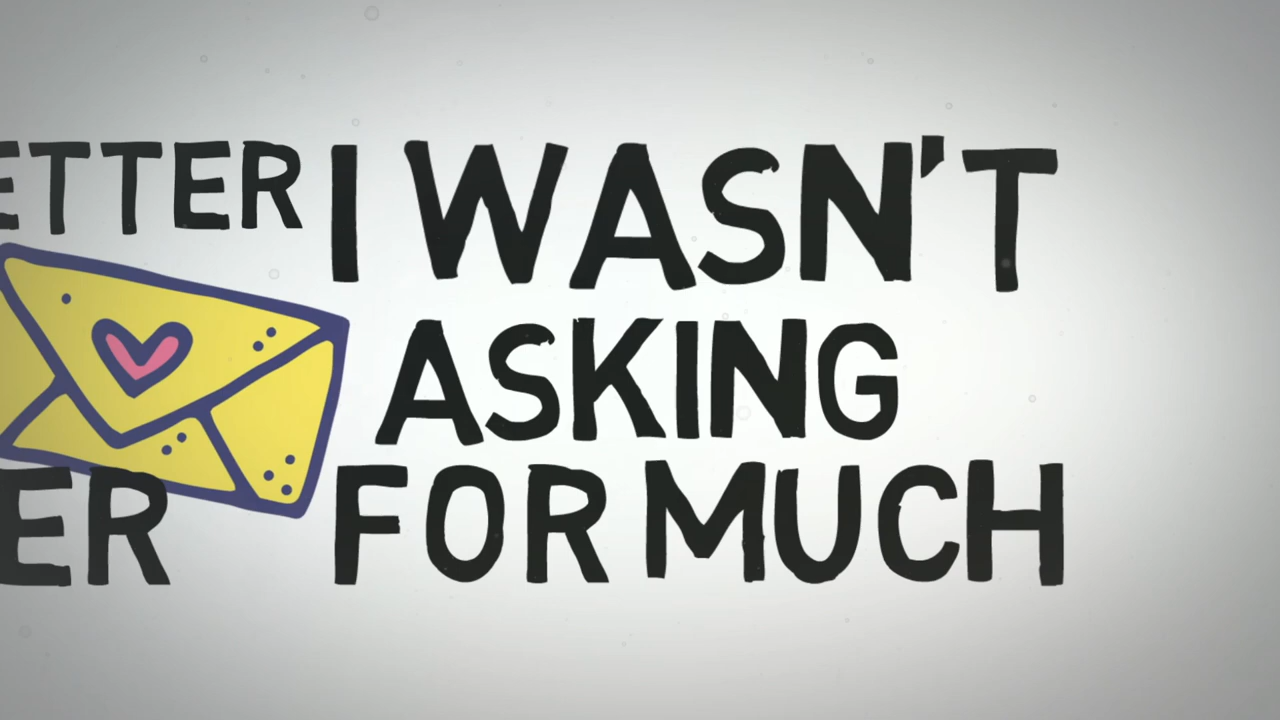 ETTER
I WASN'T
ASKING
FOR MUCH
ER